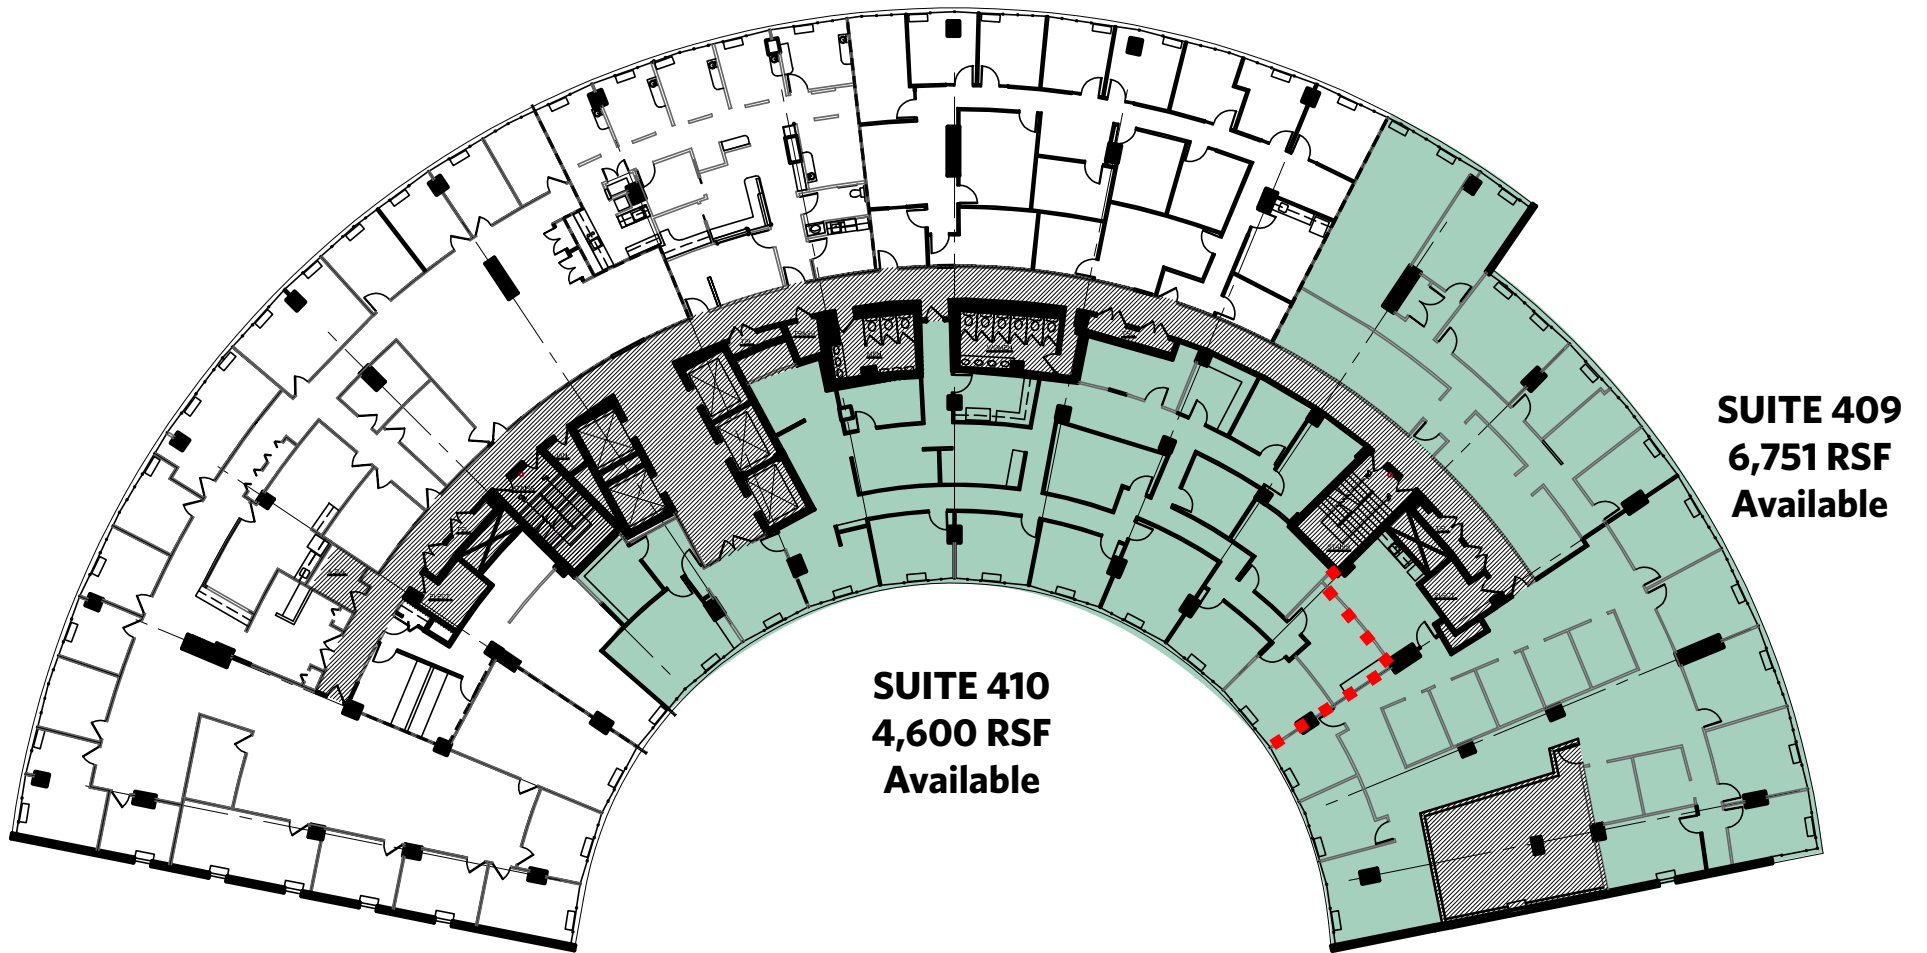 SUITE 409
6,751 RSF
Available
SUITE 410
4,600 RSF
Available